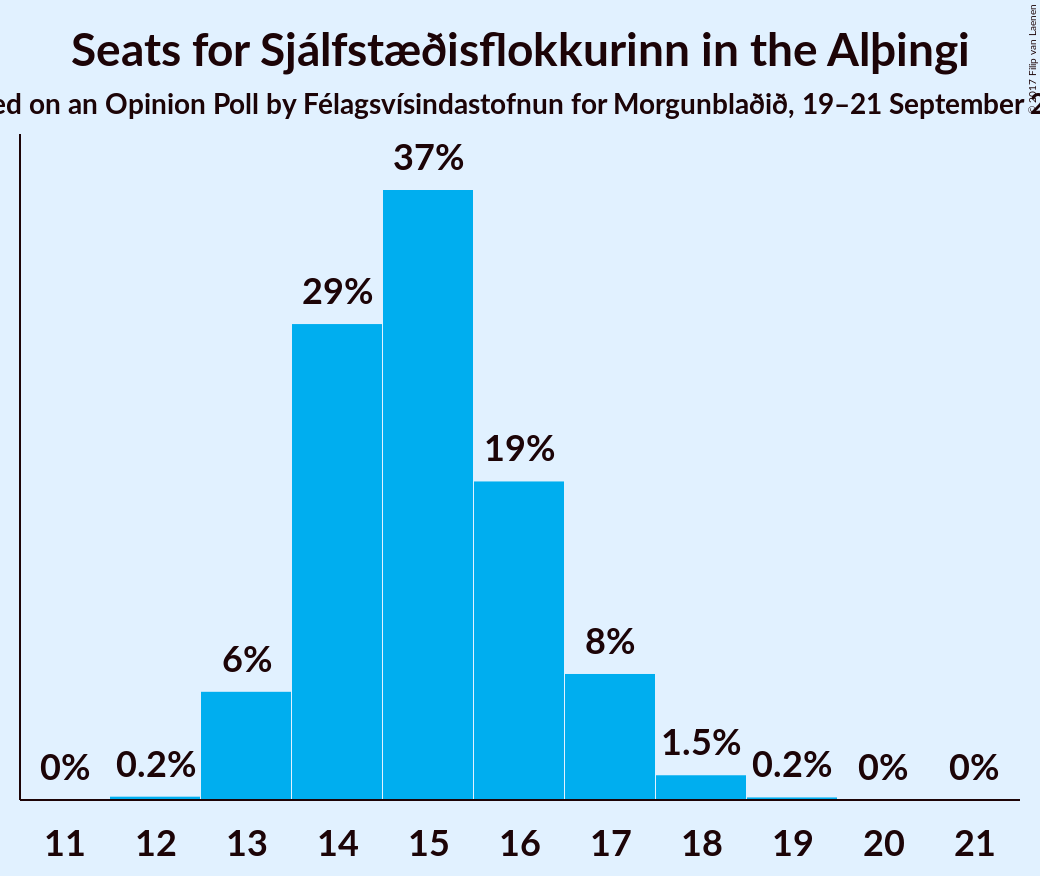 Seats for Sjálfstæðisflokkurinn in the Alþingi
on an Opinion Poll by Félagsvísindastofnun for Morgunblaðið, 19–21 September
© 2017 Filip van Laenen
37%
29%
19%
8%
6%
1.5%
0% 0.2% 0.2% 0% 0%
11 12 13 14 15 16 17 18 19 20 21